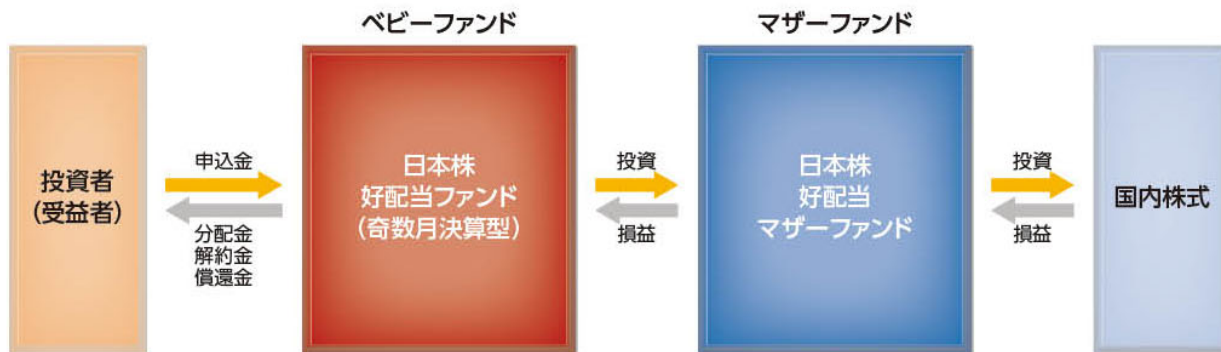 ベビーファンド
マザーファンド
投資者
(受益者)
申込金
分配金
解約金
償還金
日本株
好配当ファンド
(奇数月決算型)
投資
損益
日本株
好配当
マザーファンド
投資
損益
国内株式